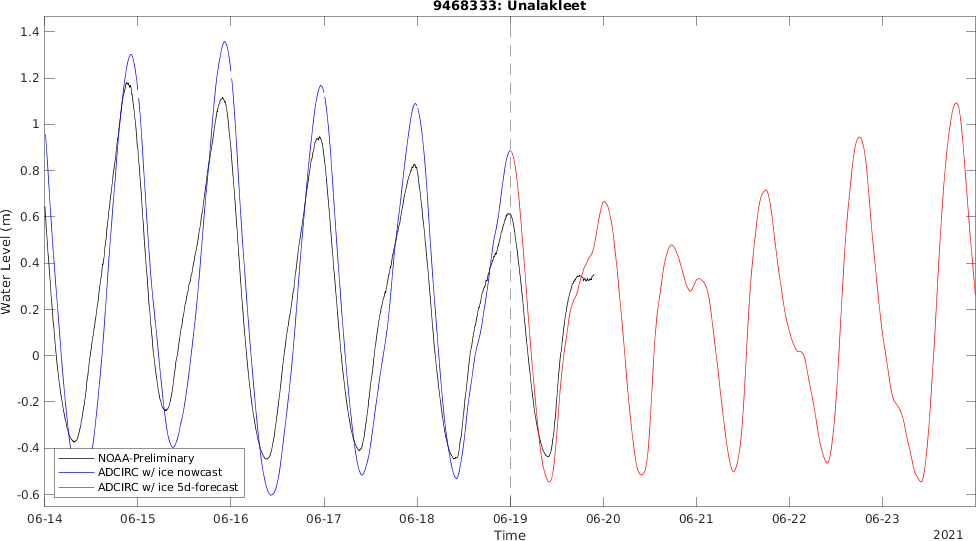 9468333: Unalakleet
Water Level (m)
1.4
1.2
1
0.8
0.6
0.4
0.2
0
-0.2
-0.4
-0.6
NOAA-Preliminary
ADCIRC w/ ice nowcast
ADCIRC w/ ice 5d-forecast
06-14 06-15 06-16 06-17 06-18 06-19 06-20 06-21 06-22 06-23
Time
2021